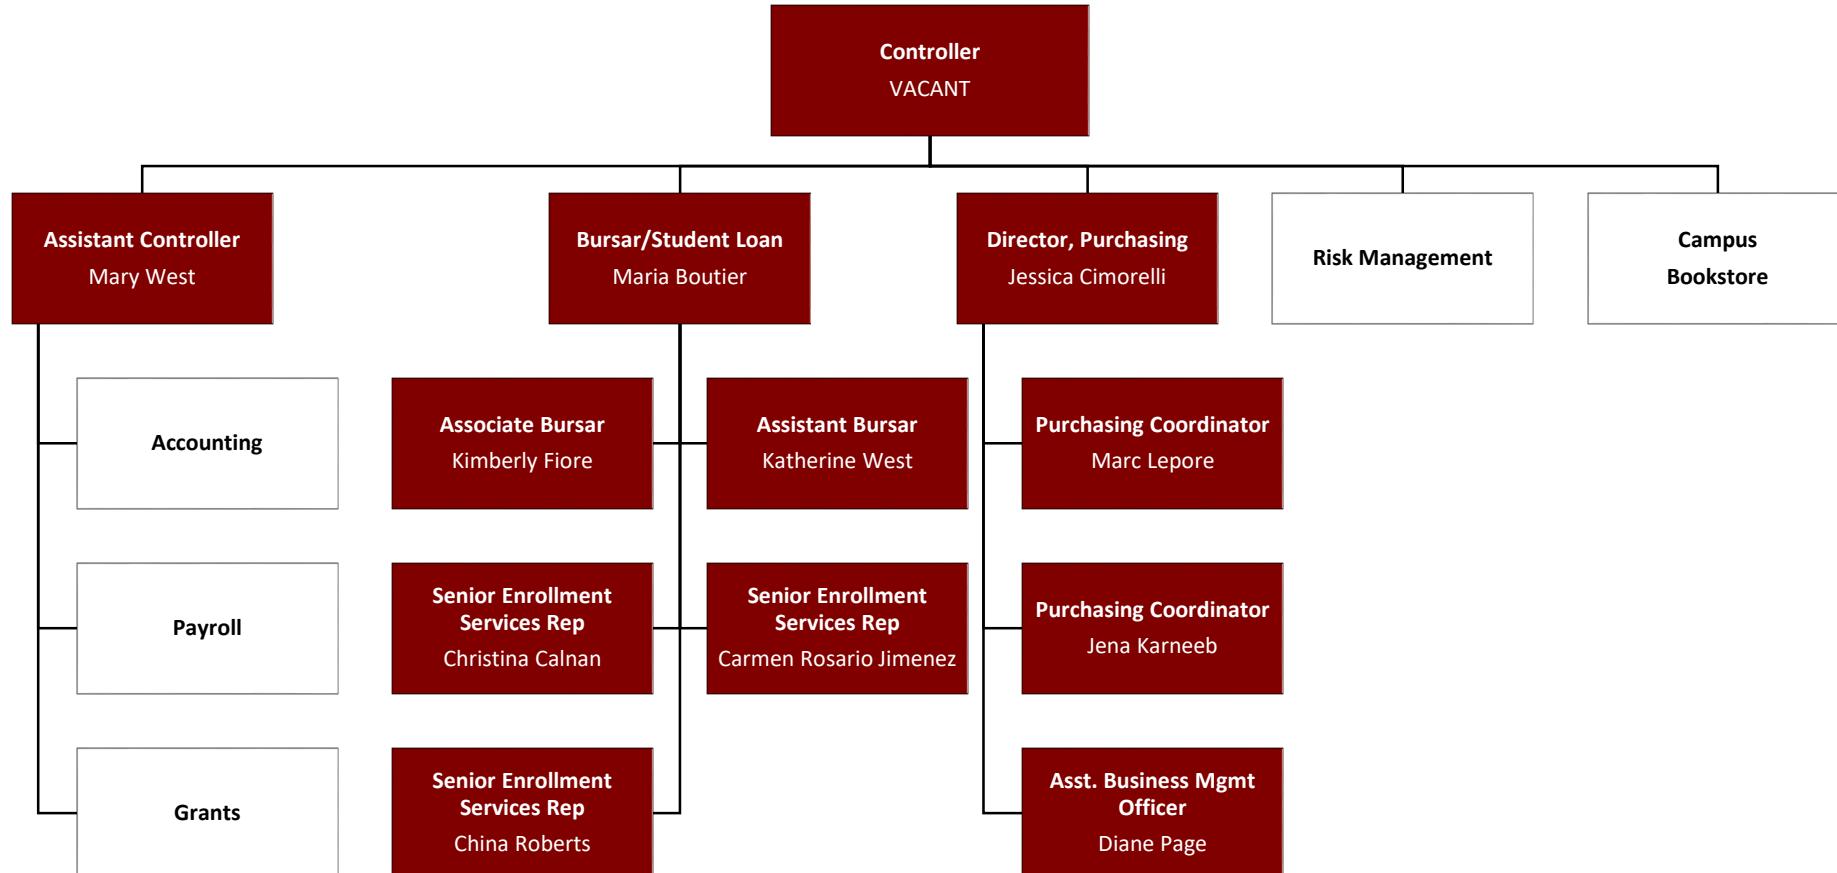 Controller
VACANT
Assistant Controller
Mary West
Bursar/Student Loan
Maria Boutier
Director, Purchasing
Jessica Cimorelli
Risk Management
Campus
Bookstore
Accounting
Associate Bursar
Kimberly Fiore
Assistant Bursar
Katherine West
Purchasing Coordinator
Marc Lepore
Payroll
Senior Enrollment
Services Rep
Christina Calnan
Senior Enrollment
Services Rep
Carmen Rosario Jimenez
Purchasing Coordinator
Jena Karneeb
Grants
Senior Enrollment
Services Rep
China Roberts
Asst. Business Mgmt
Officer
Diane Page